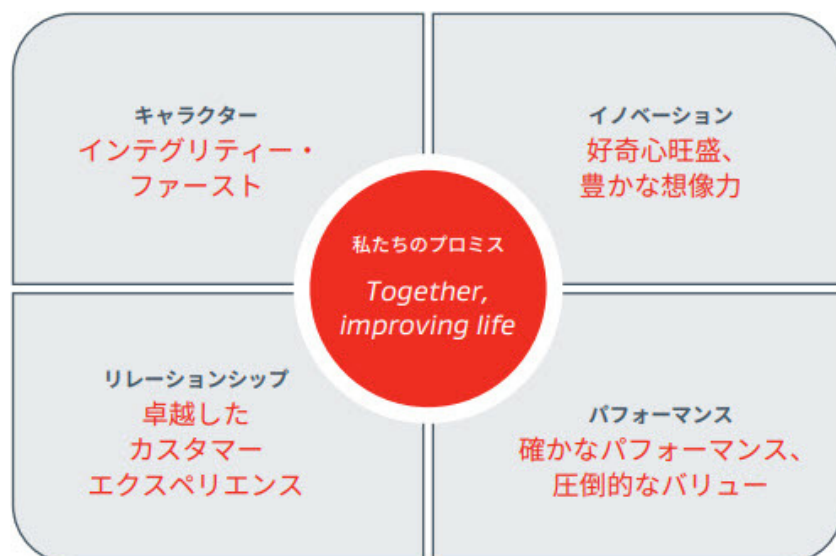 キャラクター
インテグリティー・
ファースト
イノベーション
好奇心旺盛、
豊かな想像力
私たちのプロミス
Together,
improving life
リレーションシップ
卓越した
カスタマー
エクスペリエンス
パフォーマンス
確かなパフォーマンス、
圧倒的なバリュー